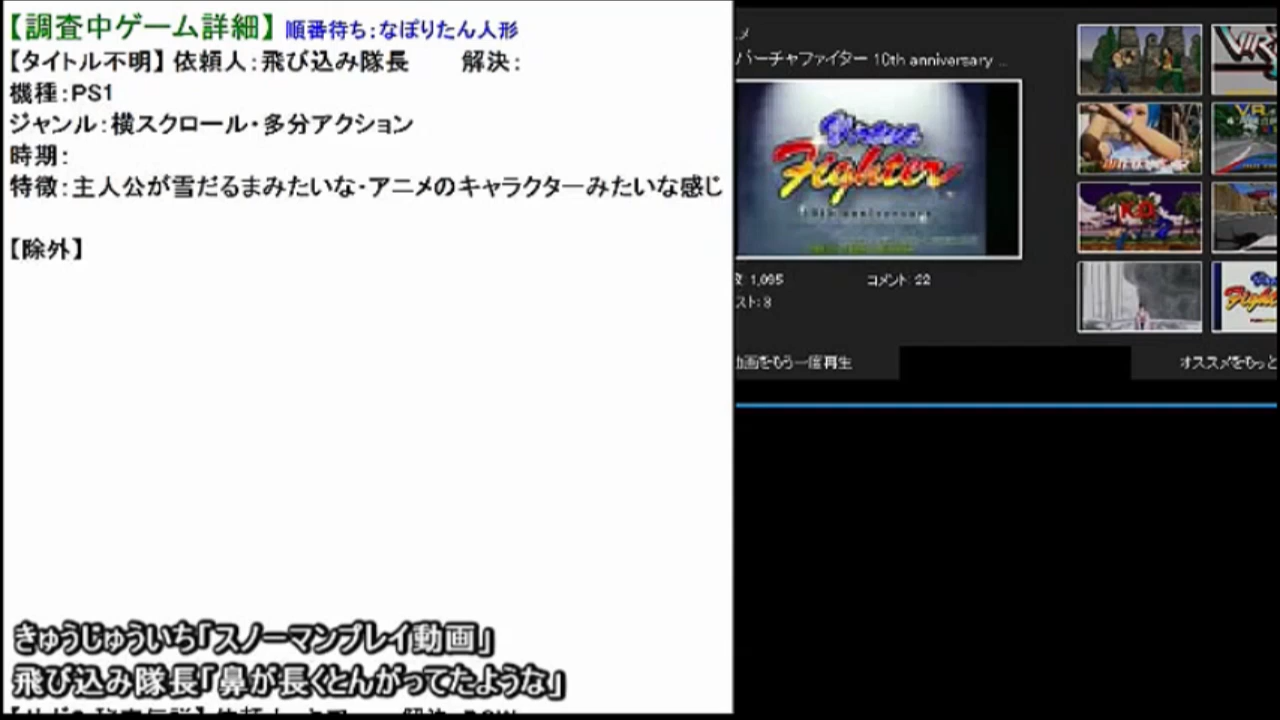 【調査中ゲーム詳細】 順番待ち:なぽりたん人形
【タイトル不明】 依頼人:飛び込み隊長 解決:
機種:PS1
ジャンル:横スクロール・多分アクション
時期:
特徴:主人公が雪だるまみたいな・アニメのキャラクターみたいな感じ
【除外】
きゅうじゅういち「スノーマンプレイ動画」
飛び込み隊長「鼻が長くとんがってたような」
メ
バーチャファイター 10th anniversary ...
Virtua
Fighter
10th anniversary
1,095 コメント: 22
スト: 8
動画をもう一度再生
オススメをもっと
K.O.